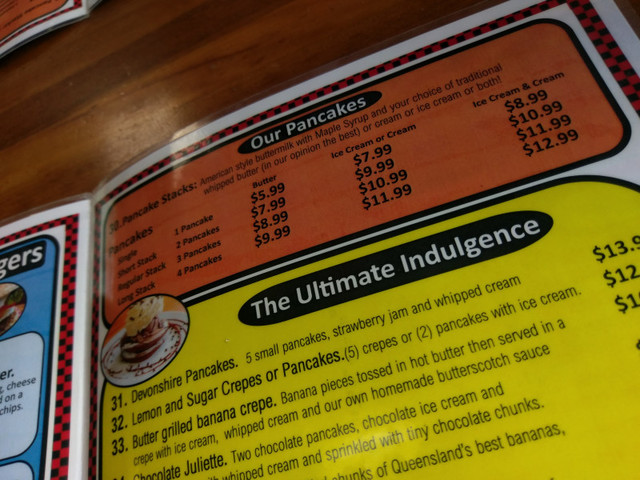 Our Pancakes
30. Pancake Stacks: American style buttermilk with Maple Syrup and your choice of traditional
whipped butter (in our opinion the best) or cream or ice cream or both!
Pancakes Butter Ice Cream or Cream Ice Cream & Cream
Single 1 Pancake $5.99 $7.99 $8.99
Short Stack 2 Pancakes $7.99 $9.99 $10.99
Regular Stack 3 Pancakes $8.99 $10.99 $11.99
Long Stack 4 Pancakes $9.99 $11.99 $12.99
The Ultimate Indulgence
31. Devonshire Pancakes. 5 small pancakes, strawberry jam and whipped cream
32. Lemon and Sugar Crepes or Pancakes.(5) crepes or (2) pancakes with ice cream.
33. Butter grilled banana crepe. Banana pieces tossed in hot butter then served in a
crepe with ice cream, whipped cream and our own homemade butterscotch sauce
Chocolate Juliette. Two chocolate pancakes, chocolate ice cream and
with whipped cream and sprinkled with tiny chocolate chunks.
chunks of Queensland's best bananas,
$13.9
$12.
gers
er.
, cheese
d on a
chips.